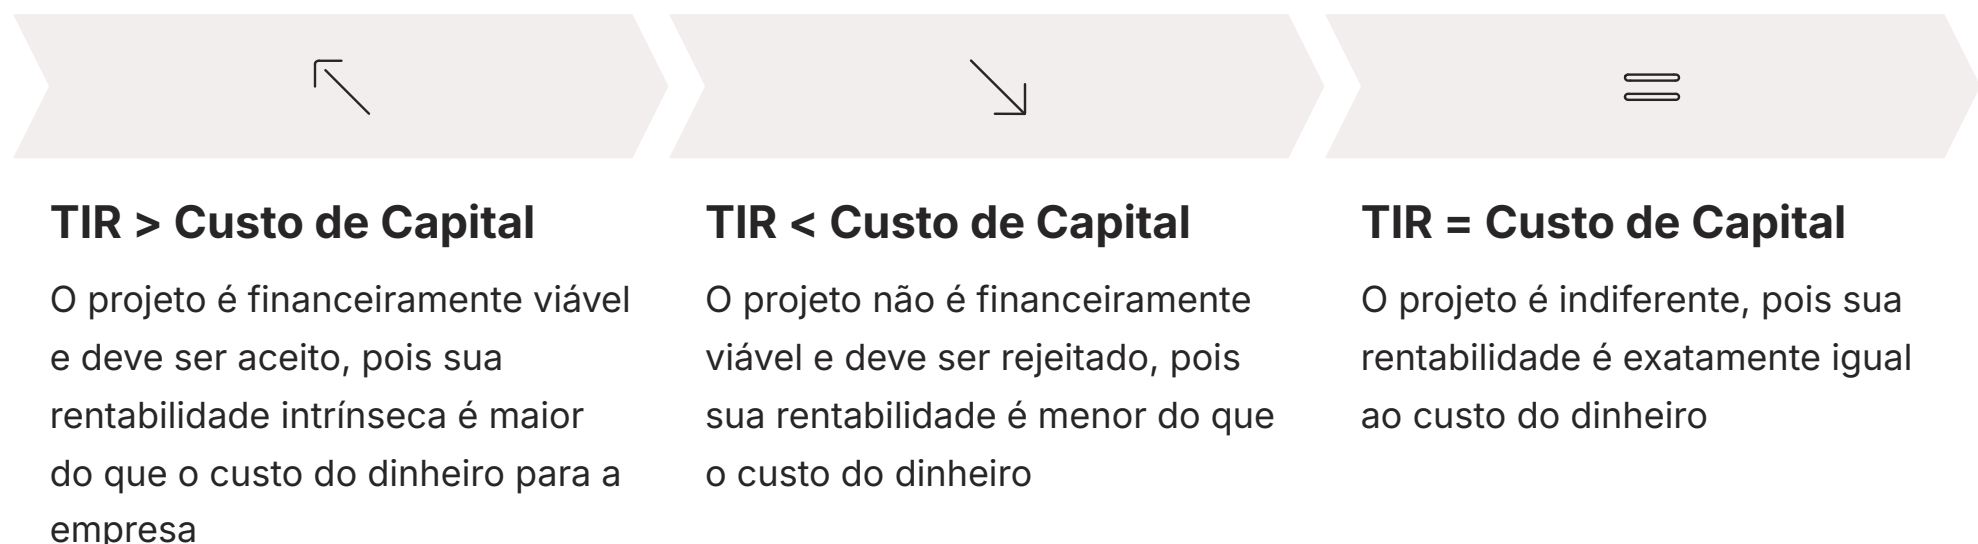 TIR > Custo de Capital
O projeto é financeiramente viável
e deve ser aceito, pois sua
rentabilidade intrínseca é maior
do que o custo do dinheiro para a
empresa
TIR < Custo de Capital
O projeto não é financeiramente
viável e deve ser rejeitado, pois
sua rentabilidade é menor do que
o custo do dinheiro
TIR = Custo de Capital
O projeto é indiferente, pois sua
rentabilidade é exatamente igual
ao custo do dinheiro